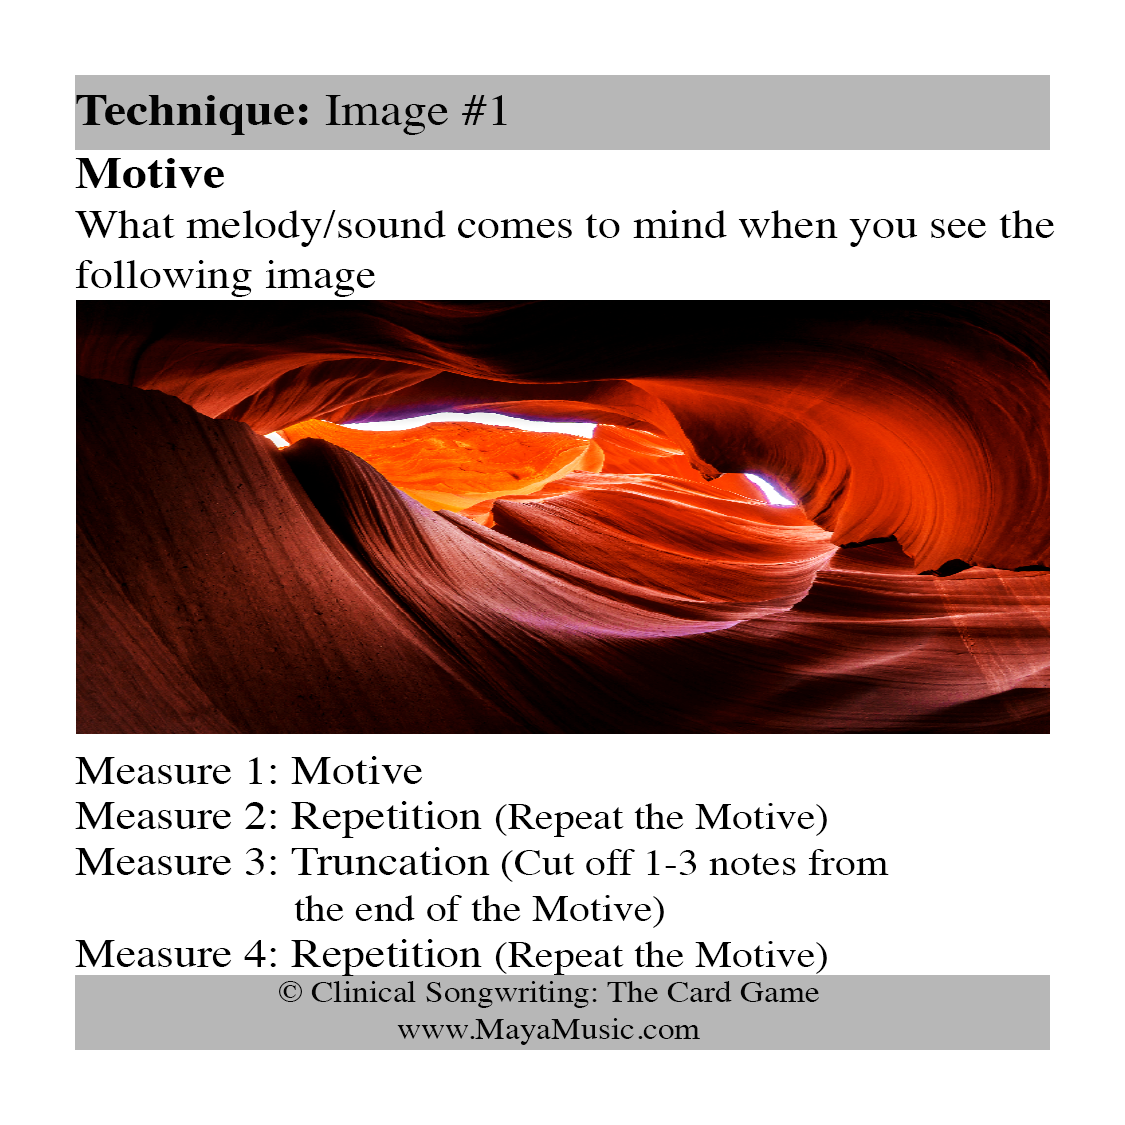 Technique: Image #1
Motive
What melody/sound comes to mind when you see the
following image
Measure 1: Motive
Measure 2: Repetition (Repeat the Motive)
Measure 3: Truncation (Cut off 1-3 notes from
the end of the Motive)
Measure 4: Repetition (Repeat the Motive)
© Clinical Songwriting: The Card Game
www.MayaMusic.com